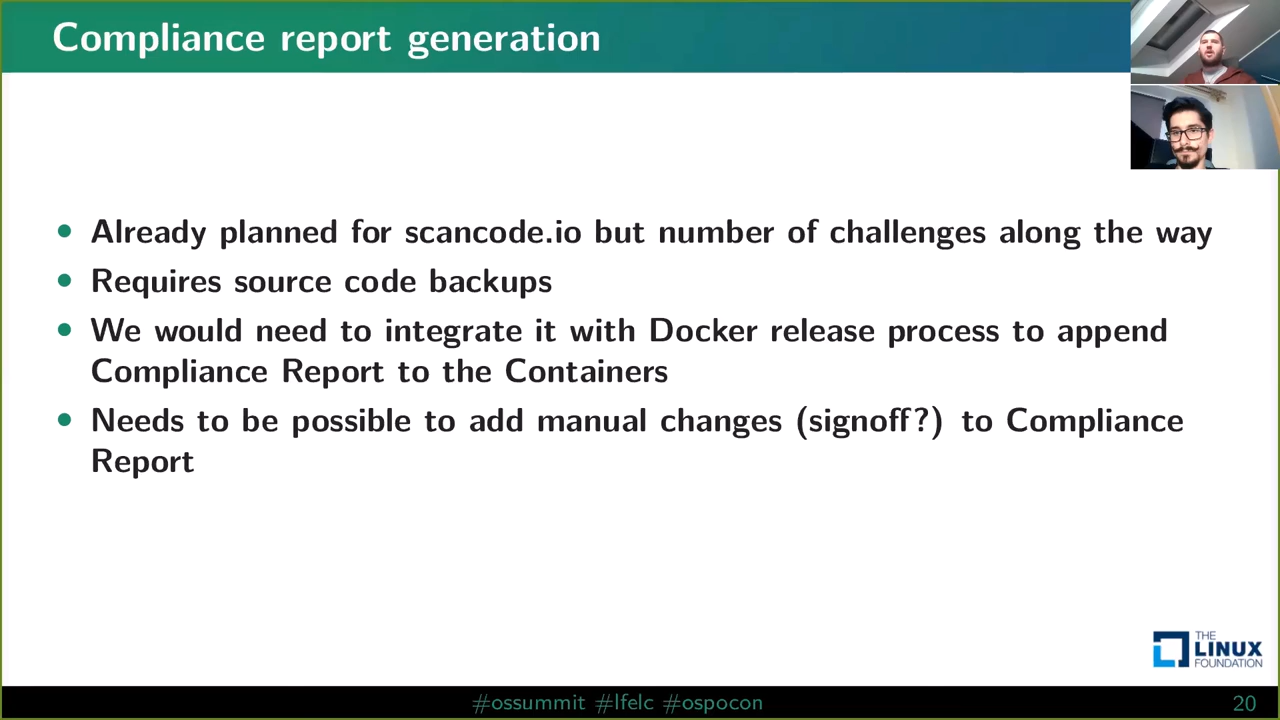 Compliance report generation
Already planned for scancode.io but number of challenges along the way
Requires source code backups
We would need to integrate it with Docker release process to append
Compliance Report to the Containers
Needs to be possible to add manual changes (signoff?) to Compliance
Report
THE
LINUX
FOUNDATION
#ossummit #lfelc #ospocon
20